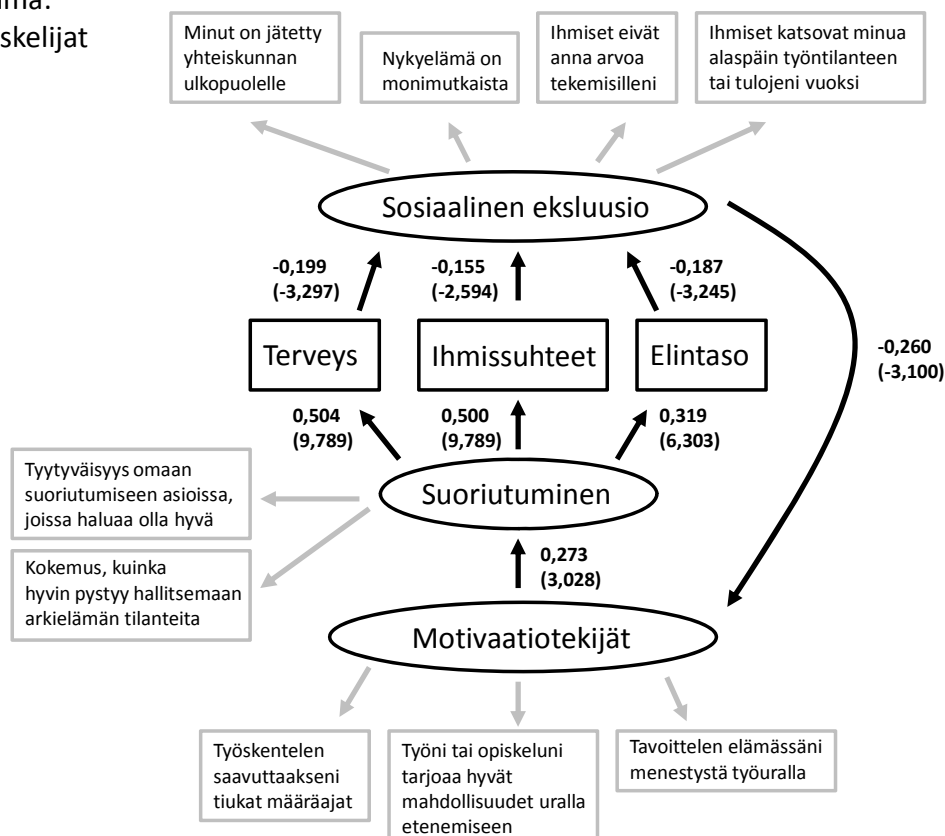 Minut on jätetty
yhteiskunnan
ulkopuolelle
Nykyelämä on
monimutkaista
Ihmiset eivät
anna arvoa
tekemisilleni
Ihmiset katsovat minua
alaspäin työntilanteen
tai tulojeni vuoksi
Sosiaalinen eksluusio
-0,199
(-3,297)
-0,155
(-2,594)
-0,187
(-3,245)
Terveys
Ihmissuhteet
Elintaso
-0,260
(-3,100)
0,504
(9,789)
0,500
(9,789)
0,319
(6,303)
Tyytyväisyys omaan
suoriutumiseen asioissa,
joissa haluaa olla hyvä
Suoriutuminen
Kokemus, kuinka
hyvin pystyy hallitsemaan
arkielämän tilanteita
0,273
(3,028)
Motivaatiotekijät
Työskentelen
saavuttaakseni
tiukat määräajat
Työni tai opiskeluni
tarjoaa hyvät
mahdollisuudet uralla
etenemiseen
Tavoittelen elämässäni
menestystä työuralla